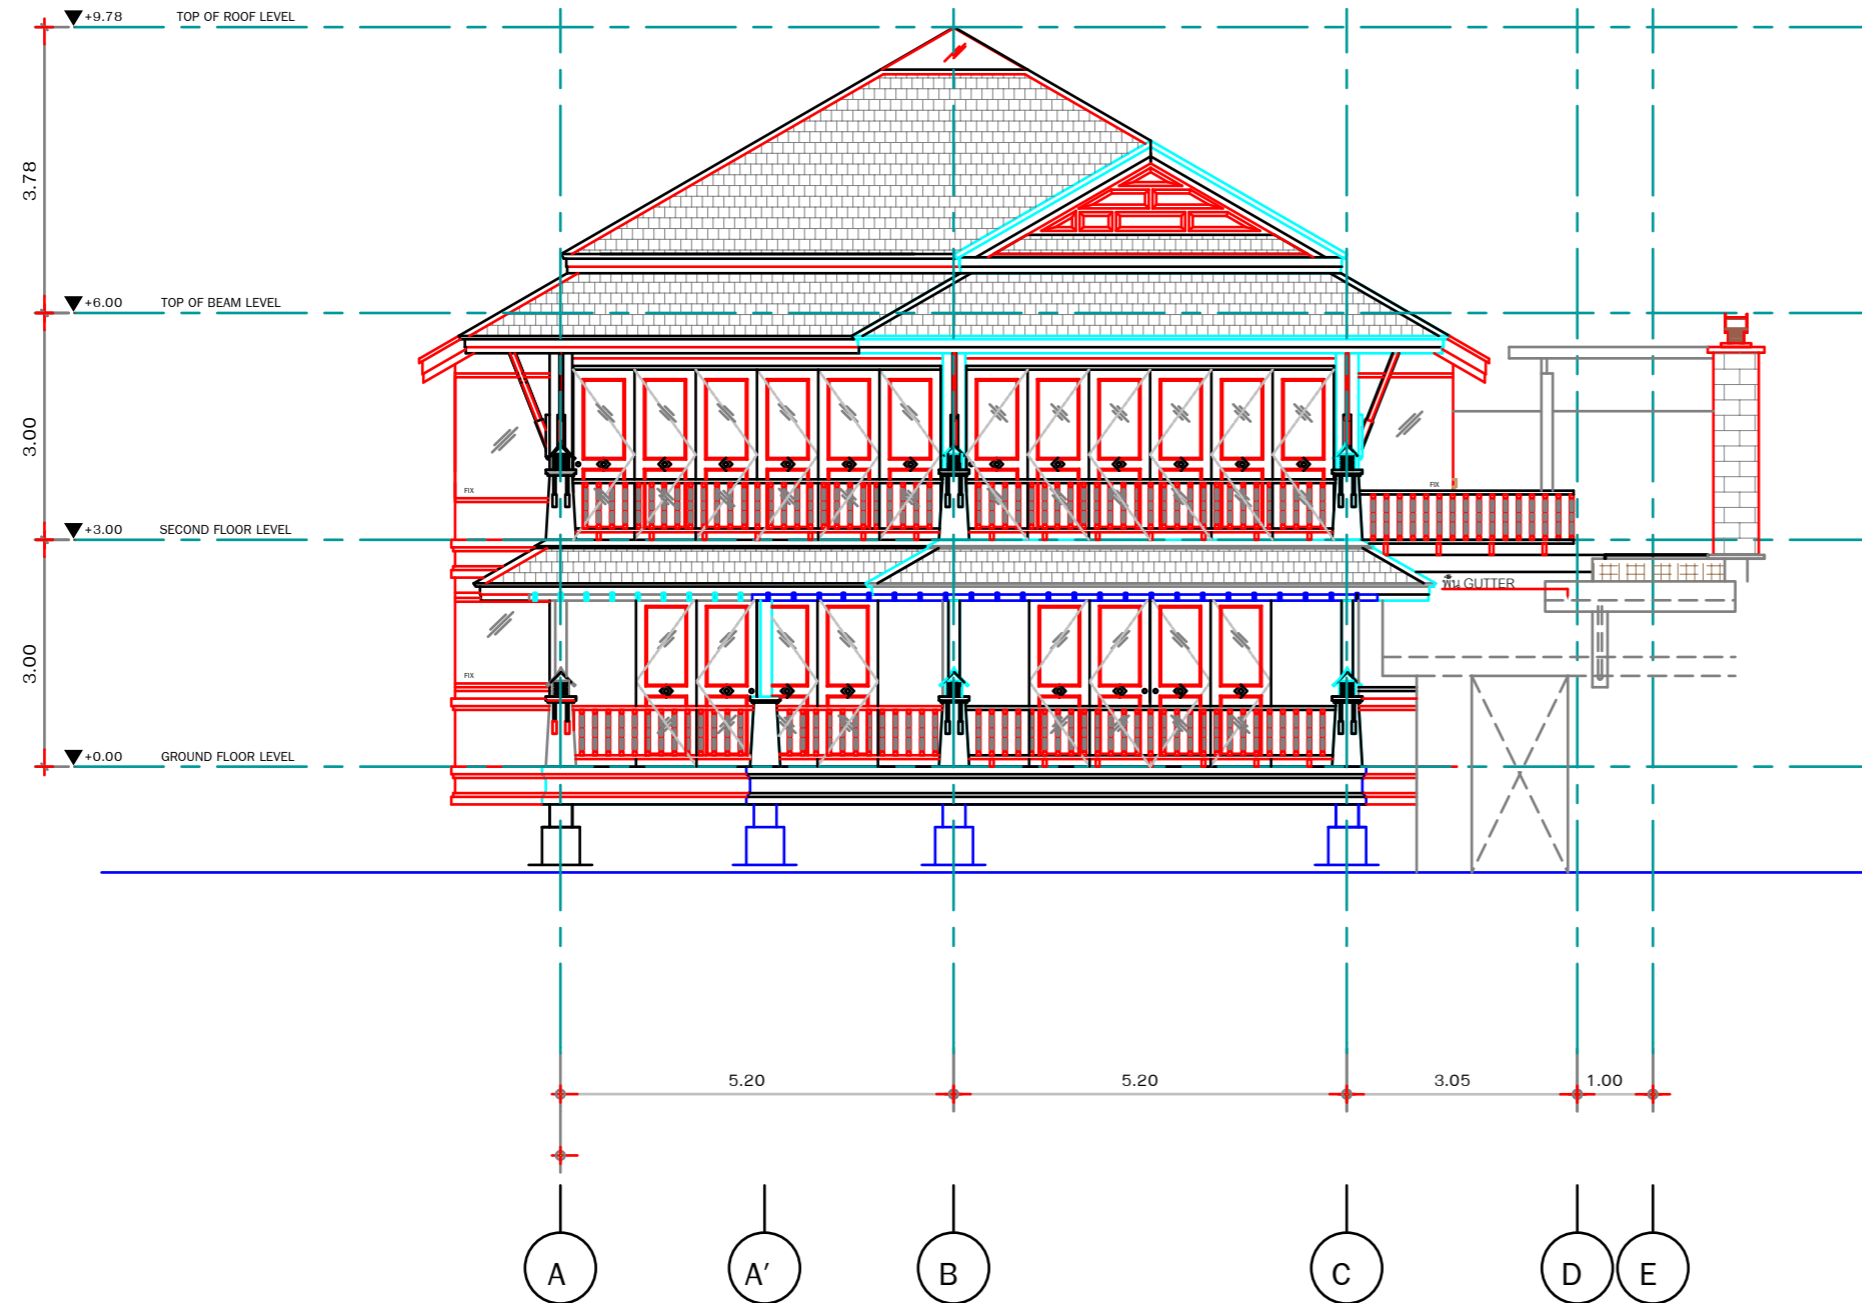 +9.78 TOP OF ROOF LEVEL
3.78
+6.00 TOP OF BEAM LEVEL
3.00
FIX
FIX
+3.00 SECOND FLOOR LEVEL
GUTTER
3.00
FIX
+0.00 GROUND FLOOR LEVEL
5.20 5.20 3.05 1.00
A A' B C D E